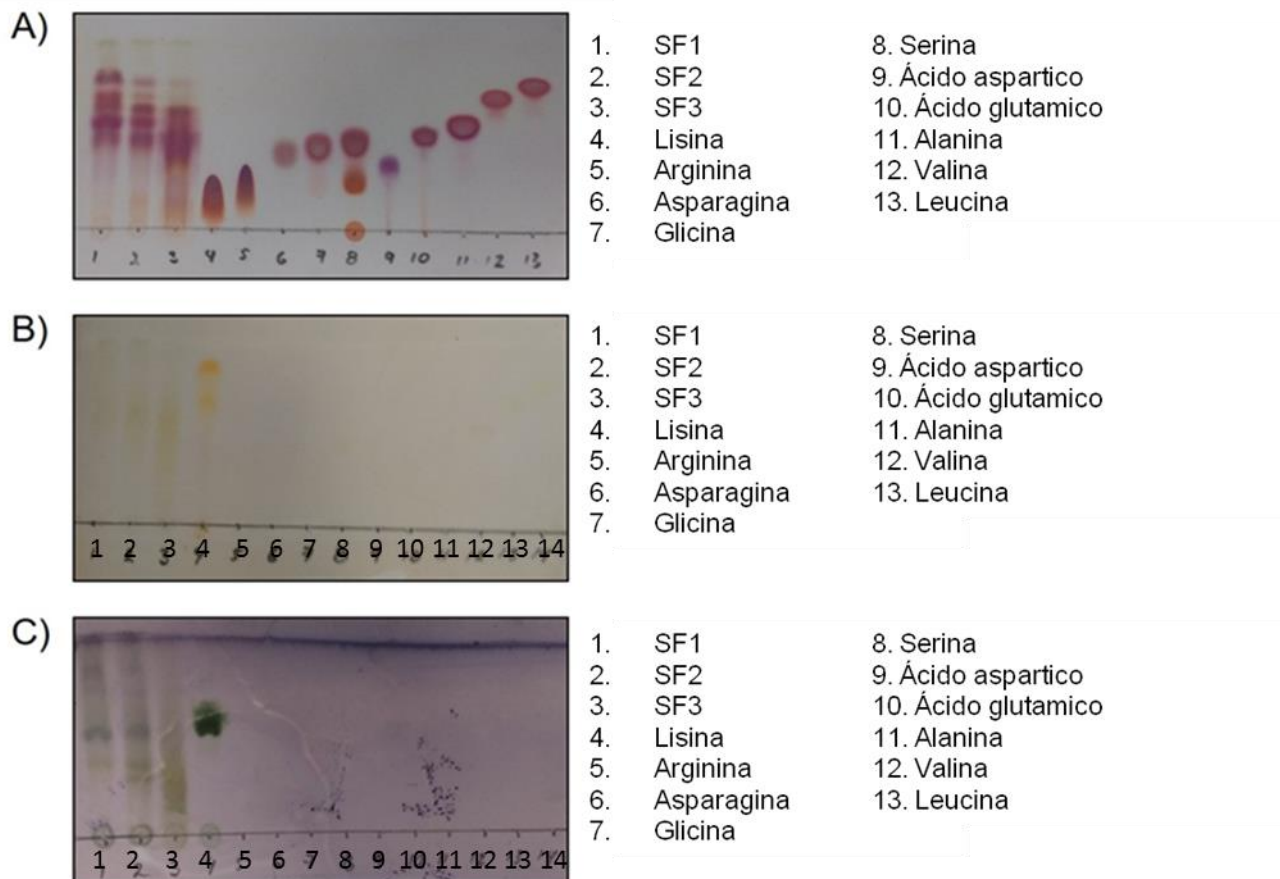 A)
1 2 3 4 5 6 7 8 9 10 11 12 13
1. SF1
2. SF2
3. SF3
4. Lisina
5. Arginina
6. Asparagina
7. Glicina
8. Serina
9. Ácido aspartico
10. Ácido glutamico
11. Alanina
12. Valina
13. Leucina
B)
1 2 3 4 5 6 7 8 9 10 11 12 13 14
1. SF1
2. SF2
3. SF3
4. Lisina
5. Arginina
6. Asparagina
7. Glicina
8. Serina
9. Ácido aspartico
10. Ácido glutamico
11. Alanina
12. Valina
13. Leucina
C)
1 2 3 4 5 6 7 8 9 10 11 12 13 14
1. SF1
2. SF2
3. SF3
4. Lisina
5. Arginina
6. Asparagina
7. Glicina
8. Serina
9. Ácido aspartico
10. Ácido glutamico
11. Alanina
12. Valina
13. Leucina